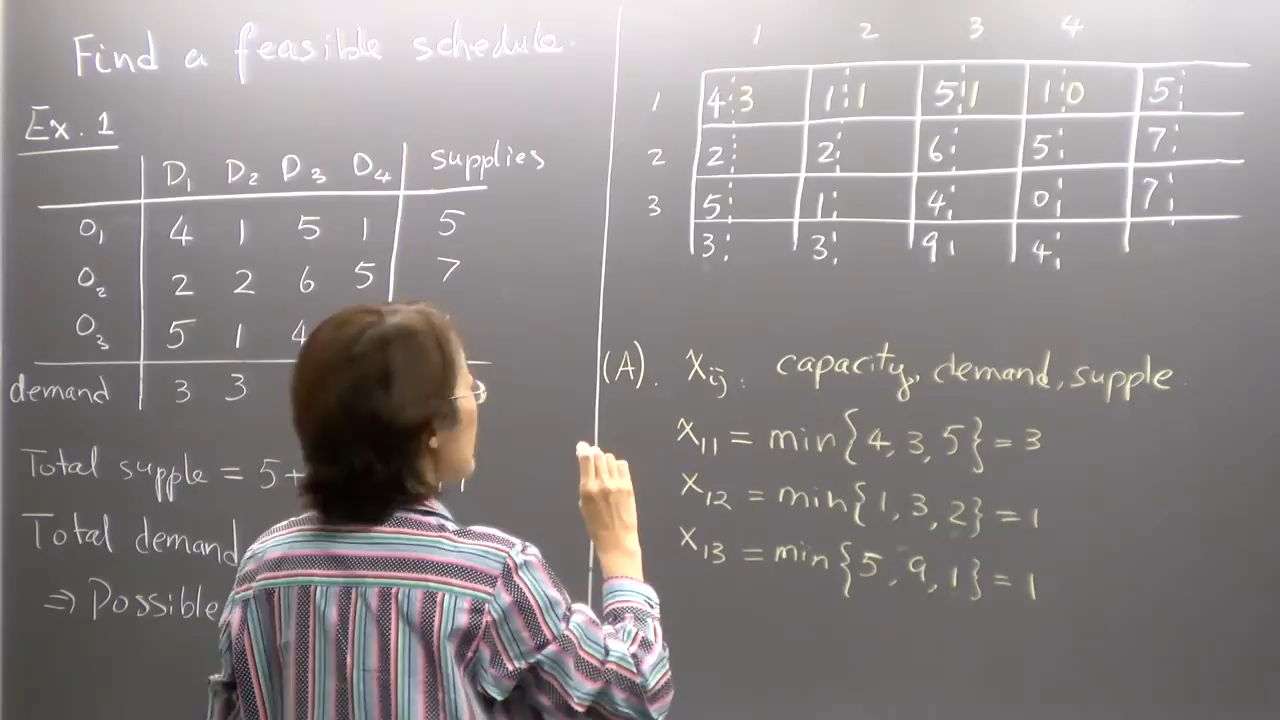 Find a feasible schedule.
Ex. 1
D1 D2 D3 D4 supplies
O1 4 1 5 1 5
O2 2 2 6 5 7
O3 5 1 4
demand 3 3
Total supple = 5+
Total demand
⇒ Possible
1 2 3 4
1 4 3 1 1 5 1 1 0 5
2 2 2 6 5 7
3 5 1 4 0 7
3 3 9 4
(A). Xij. capacity, demand, supple
X11 = min{4, 3, 5} = 3
X12 = min{1, 3, 2} = 1
X13 = min{5, 9, 1} = 1